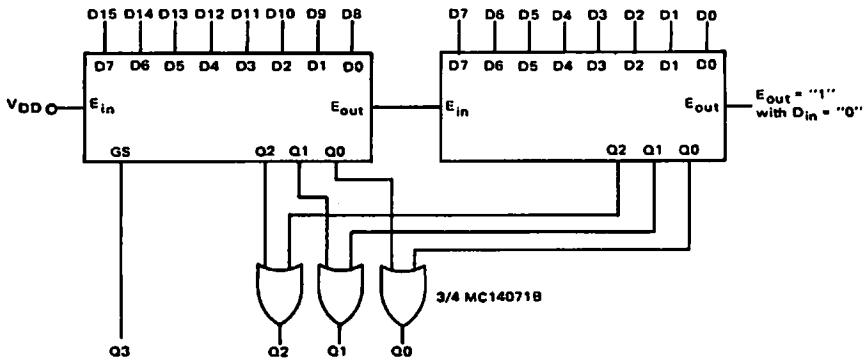 D15 D14 D13 D12 D11 D10 D9 D8
D7 D6 D5 D4 D3 D2 D1 D0
D7 D6 D5 D4 D3 D2 D1 D0
D7 D6 D5 D4 D3 D2 D1 D0
VDD
Ein
Eout
Ein
Eout
Eout = "1"
with Din = "0"
GS
Q2 Q1 Q0
Q2 Q1 Q0
3/4 MC14071B
Q3
Q2
Q1
Q0